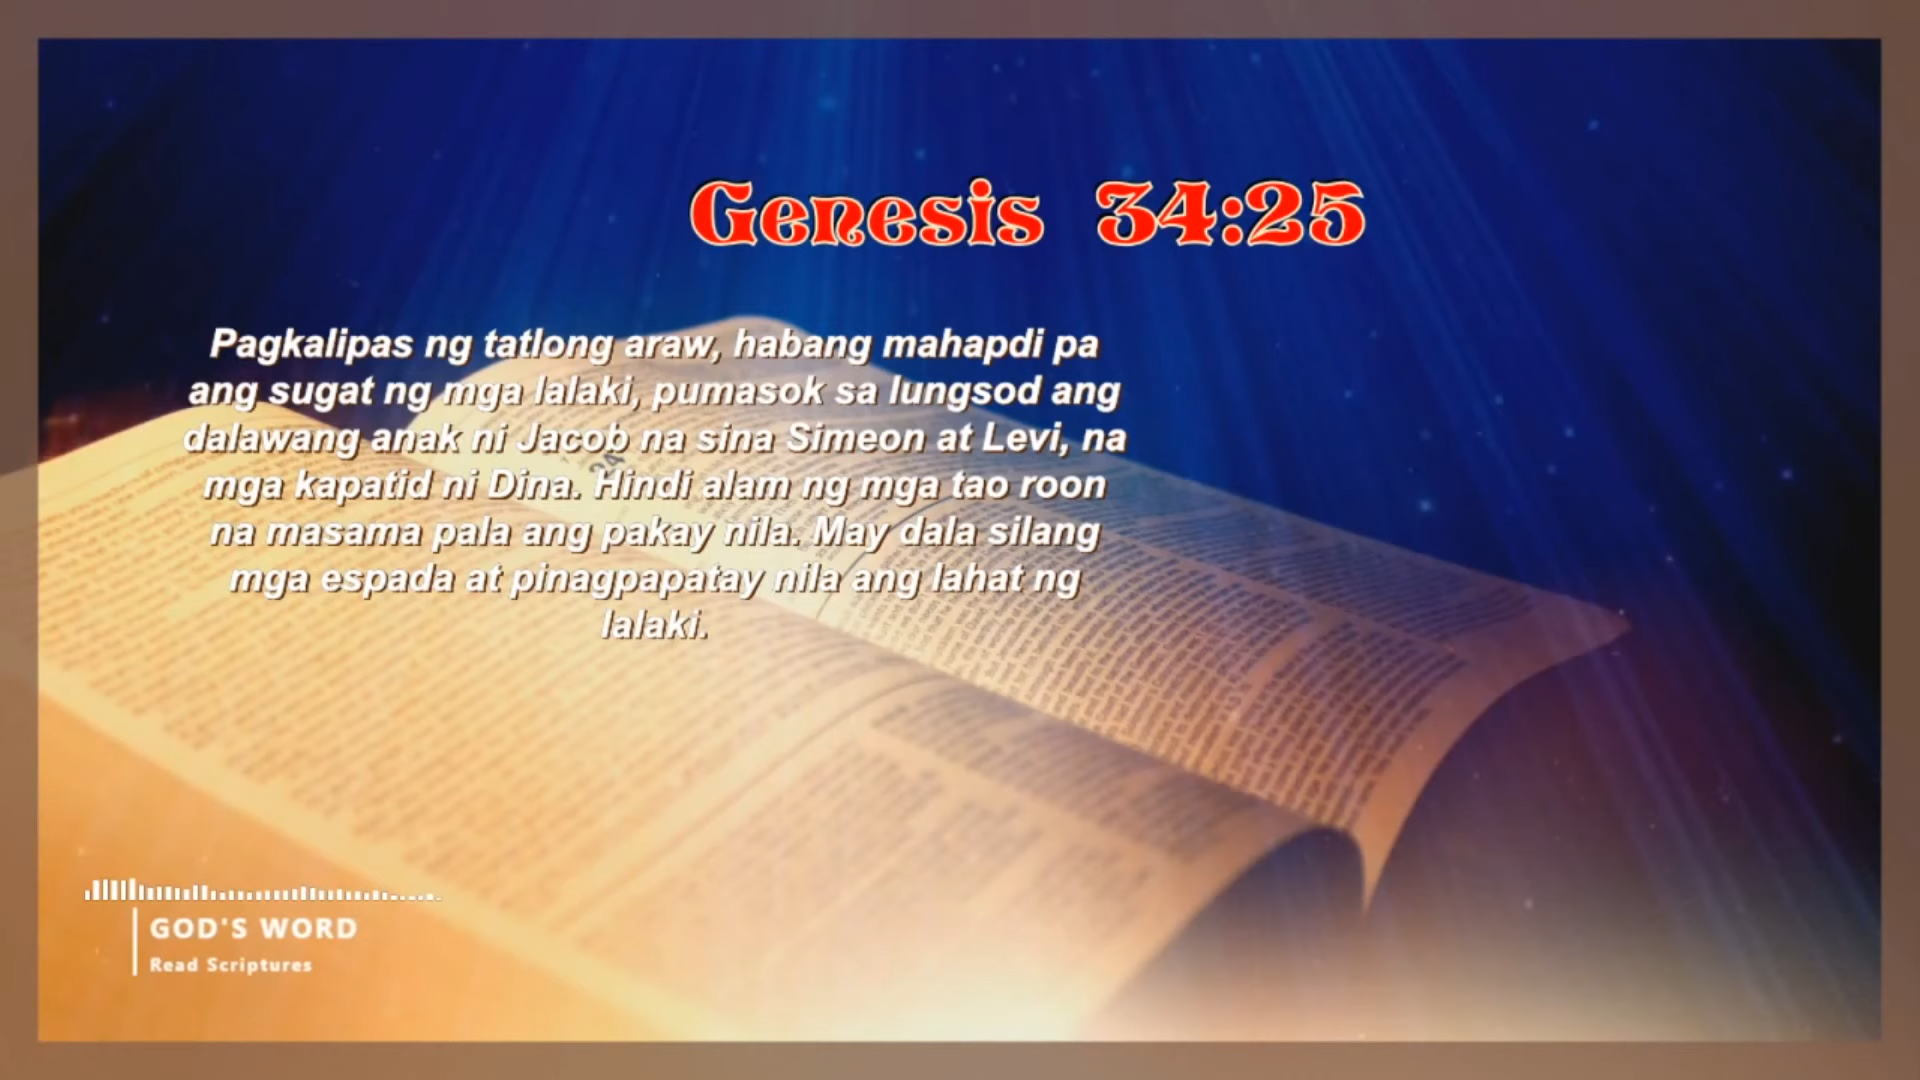 Genesis 34:25
Pagkalipas ng tatlong araw, habang mahapdi pa
ang sugat ng mga lalaki, pumasok sa lungsod ang
dalawang anak ni Jacob na sina Simeon at Levi, na
mga kapatid ni Dina. Hindi alam ng mga tao roon
na masama pala ang pakay nila. May dala silang
mga espada at pinagpapatay nila ang lahat ng
lalaki.
24
GOD'S WORD
Read Scriptures